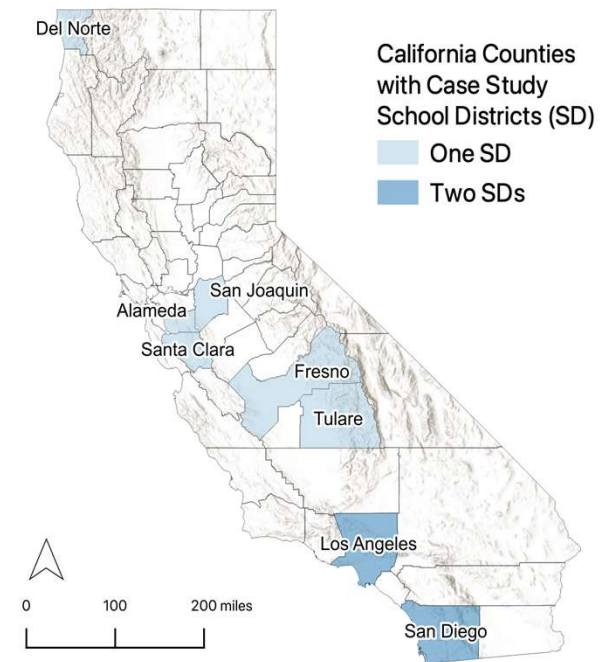 Del Norte
California Counties
with Case Study
School Districts (SD)
One SD
Two SDs
San Joaquin
Alameda
Santa Clara
Fresno
Tulare
Los Angeles
San Diego
0 100 200 miles